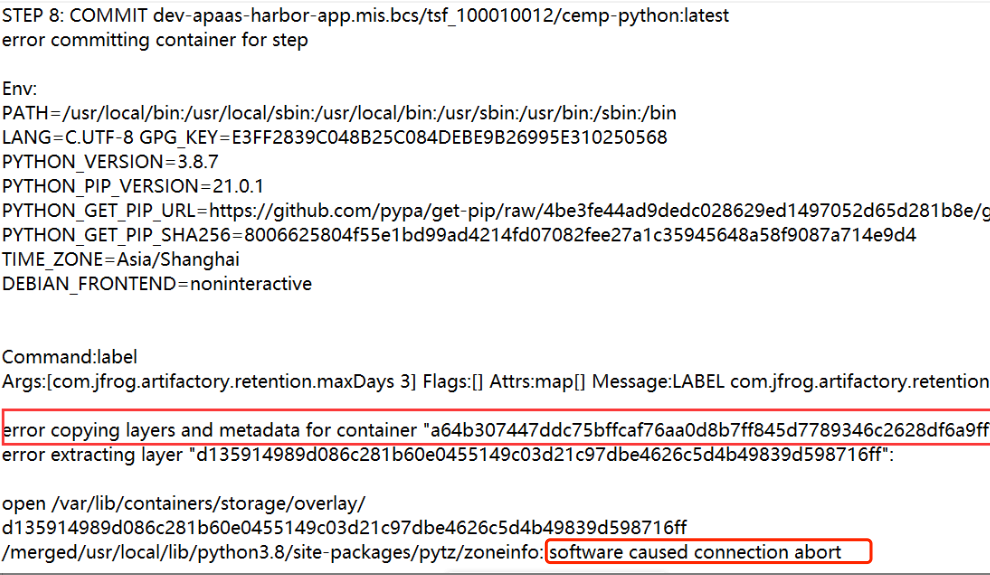 STEP 8: COMMIT dev-apaas-harbor-app.mis.bcs/tsf_100010012/cemp-python:latest
error committing container for step
Env:
PATH=/usr/local/bin:/usr/local/sbin:/usr/local/bin:/usr/sbin:/usr/bin:/sbin:/bin
LANG=C.UTF-8 GPG_KEY=E3FF2839C048B25C084DEBE9B26995E310250568
PYTHON_VERSION=3.8.7
PYTHON_PIP_VERSION=21.0.1
PYTHON_GET_PIP_URL=https://github.com/pypa/get-pip/raw/4be3fe44ad9dedc028629ed1497052d65d281b8e/g
PYTHON_GET_PIP_SHA256=8006625804f55e1bd99ad4214fd07082fee27a1c35945648a58f9087a714e9d4
TIME_ZONE=Asia/Shanghai
DEBIAN_FRONTEND=noninteractive
Command:label
Args:[com.jfrog.artifactory.retention.maxDays 3] Flags:[] Attrs:map[] Message:LABEL com.jfrog.artifactory.retention
error copying layers and metadata for container "a64b307447ddc75bffcaf76aa0d8b7ff845d7789346c2628df6a9ff
error extracting layer "d135914989d086c281b60e0455149c03d21c97dbe4626c5d4b49839d598716ff":
open /var/lib/containers/storage/overlay/
d135914989d086c281b60e0455149c03d21c97dbe4626c5d4b49839d598716ff
/merged/usr/local/lib/python3.8/site-packages/pytz/zoneinfo: software caused connection abort